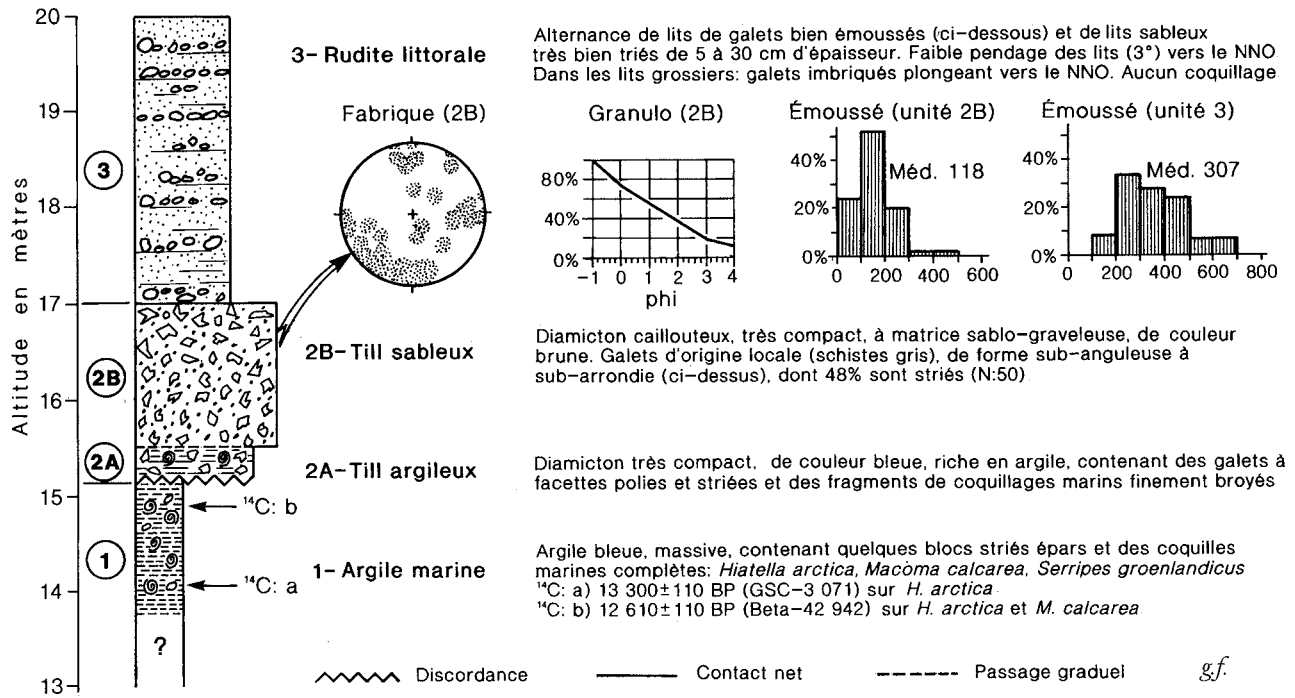 20
19
18
17
16
15
14
13
Altitude en mètres
3
2B
2A
1
?
3- Rudite littorale
Alternance de lits de galets bien émoussés (ci-dessous) et de lits sableux
très bien triés de 5 à 30 cm d'épaisseur. Faible pendage des lits (3°) vers le NNO
Dans les lits grossiers: galets imbriqués plongeant vers le NNO. Aucun coquillage
Fabrique (2B)
Granulo (2B)
80%
40%
0%
-1 0 1 2 3 4
phi
Émoussé (unité 2B)
40%
20%
0%
Méd. 118
0 200 400 600
Émoussé (unité 3)
40%
20%
0%
Méd. 307
0 200 400 600 800
2B-Till sableux
Diamicton caillouteux, très compact, à matrice sablo-graveleuse, de couleur
brune. Galets d'origine locale (schistes gris), de forme sub-anguleuse à
sub-arrondie (ci-dessus), dont 48% sont striés (N:50)
2A-Till argileux
Diamicton très compact, de couleur bleue, riche en argile, contenant des galets à
facettes polies et striées et des fragments de coquillages marins finement broyés
¹⁴C: b
¹⁴C: a
1- Argile marine
Argile bleue, massive, contenant quelques blocs striés épars et des coquilles
marines complètes: Hiatella arctica, Macoma calcarea, Serripes groenlandicus
¹⁴C: a) 13 300±110 BP (GSC-3 071) sur H. arctica
¹⁴C: b) 12 610±110 BP (Beta-42 942) sur H. arctica et M. calcarea
Discordance
Contact net
Passage graduel
g.f.